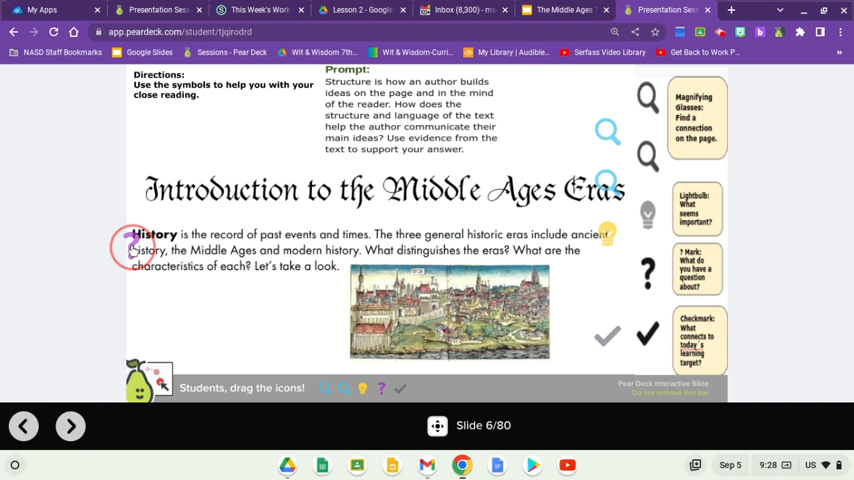 My Apps
Presentation Sess
This Week's Work
Lesson 2 - Google
Inbox (8,300) - m
The Middle Ages T
Presentation Ses
app.peardeck.com/student/tjqirodrd
NASD Staff Bookmarks
Google Slides
Sessions - Pear Deck
Wit & Wisdom 7th...
Wit & Wisdom-Curri...
My Library | Audible...
Serfass Video Library
Get Back to Work P...
Directions:
Use the symbols to help you with your
close reading.
Prompt:
Structure is how an author builds
ideas on the page and in the mind
of the reader. How does the
structure and language of the text
help the author communicate their
main ideas? Use evidence from the
text to support your answer.
Magnifying
Glasses:
Find a
connection
on the page.
Introduction to the Middle Ages Eras
Lightbulb:
What
seems
important?
History is the record of past events and times. The three general historic eras include ancient
history, the Middle Ages and modern history. What distinguishes the eras? What are the
characteristics of each? Let's take a look.
?
?
? Mark:
What do
you have a
question
about?
Checkmark:
What
connects to
today's
learning
target?
Students, drag the icons!
?
Pear Deck Interactive Slide
Do not remove this bar
Slide 6/80
Sep 5
9:28
US